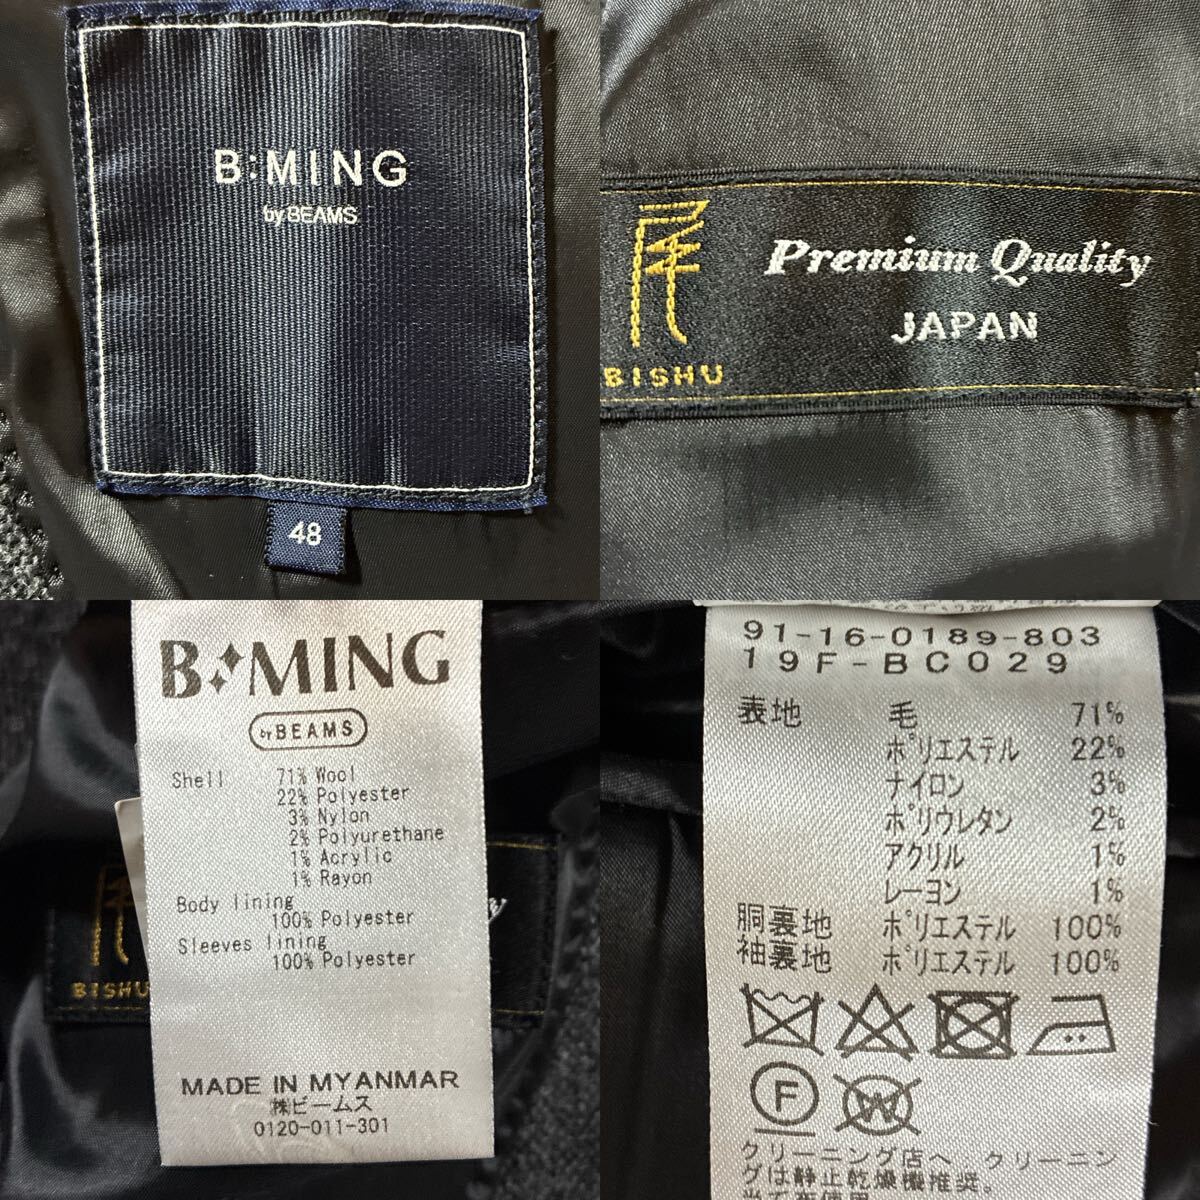 B:MING
by BEAMS
48
尾
Premium Quality
JAPAN
BISHU
B:MING
by BEAMS
Shell 71% Wool
22% Polyester
3% Nylon
2% Polyurethane
1% Acrylic
1% Rayon
Body lining
100% Polyester
Sleeves lining
100% Polyester
BISHU
MADE IN MYANMAR
㈱ビームス
0120-011-301
91-16-0189-803
19F-BC029
表地 毛 71%
ポリエステル 22%
ナイロン 3%
ポリウレタン 2%
アクリル 1%
レーヨン 1%
胴裏地 ポリエステル 100%
袖裏地 ポリエステル 100%
F W
クリーニング店へ クリーニン
グは静止乾燥機推奨。
当て布使用